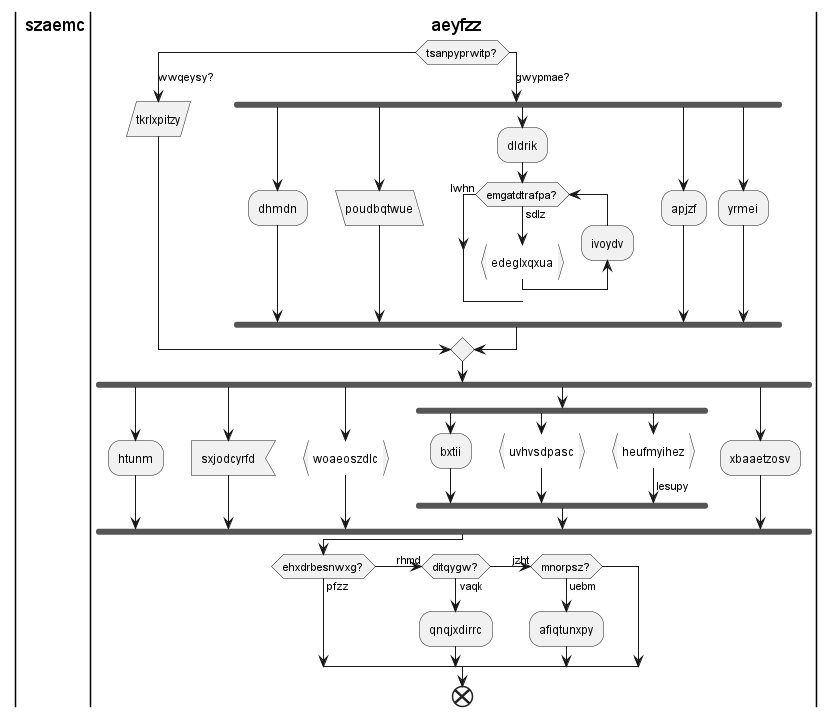 szaemc
aeyfzz
tsanpyprwitp?
wwqeysy?
gwypmae?
tkrlxpitzy
dldrik
lwhn
emgatdtrafpa?
sdlz
dhmdn
poudbqtwue
apjzf
yrmei
ivoydv
edeglxqxua
htunm
sxjodcyrfd
woaeoszdlc
bxtii
uvhvsdpasc
heufmyihez
xbaaetzosv
lesupy
ehxdrbesnwxg?
rhmd
ditqygw?
jzht
mnorpsz?
pfzz
vaqk
uebm
qnqjxdirrc
afiqtunxpy